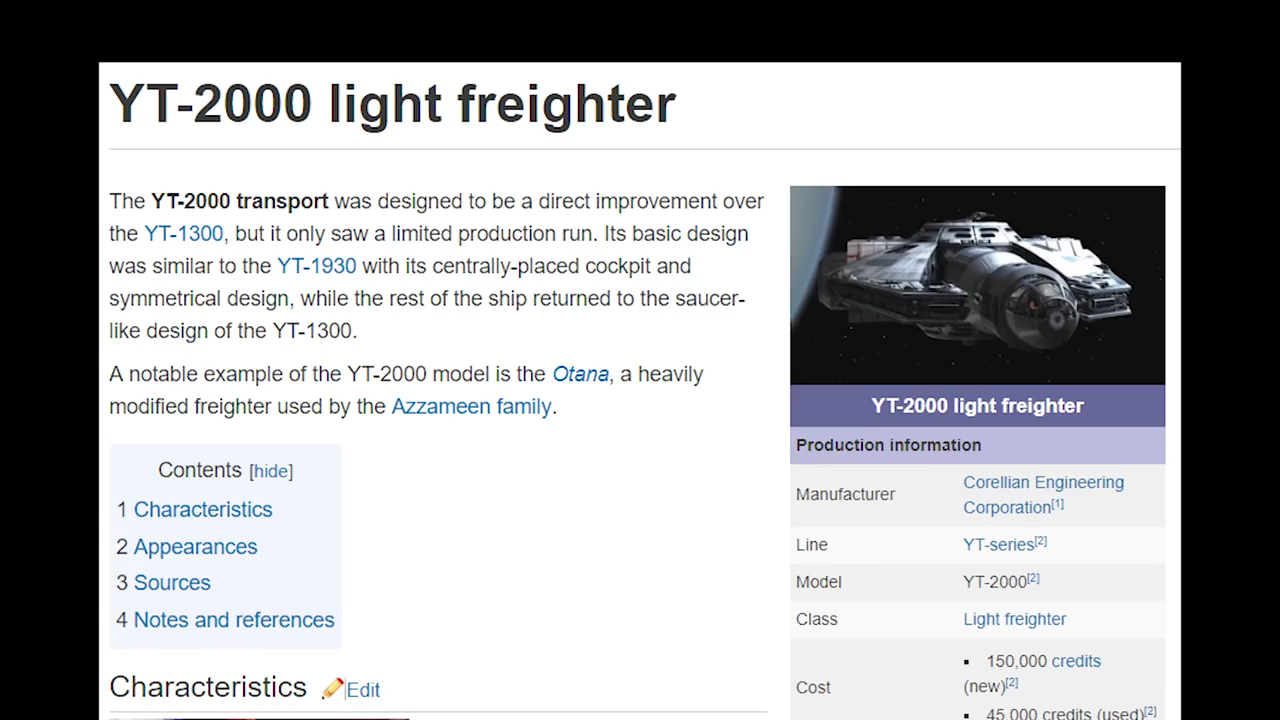 YT-2000 light freighter
The YT-2000 transport was designed to be a direct improvement over
the YT-1300, but it only saw a limited production run. Its basic design
was similar to the YT-1930 with its centrally-placed cockpit and
symmetrical design, while the rest of the ship returned to the saucer-
like design of the YT-1300.
A notable example of the YT-2000 model is the Otana, a heavily
modified freighter used by the Azzameen family.
Contents [hide]
1 Characteristics
2 Appearances
3 Sources
4 Notes and references
Characteristics Edit
YT-2000 light freighter
Production information
Manufacturer
Corellian Engineering
Corporation[1]
Line YT-series[2]
Model YT-2000[2]
Class Light freighter
Cost
▪ 150,000 credits
(new)[2]
▪ 45,000 credits (used)[2]